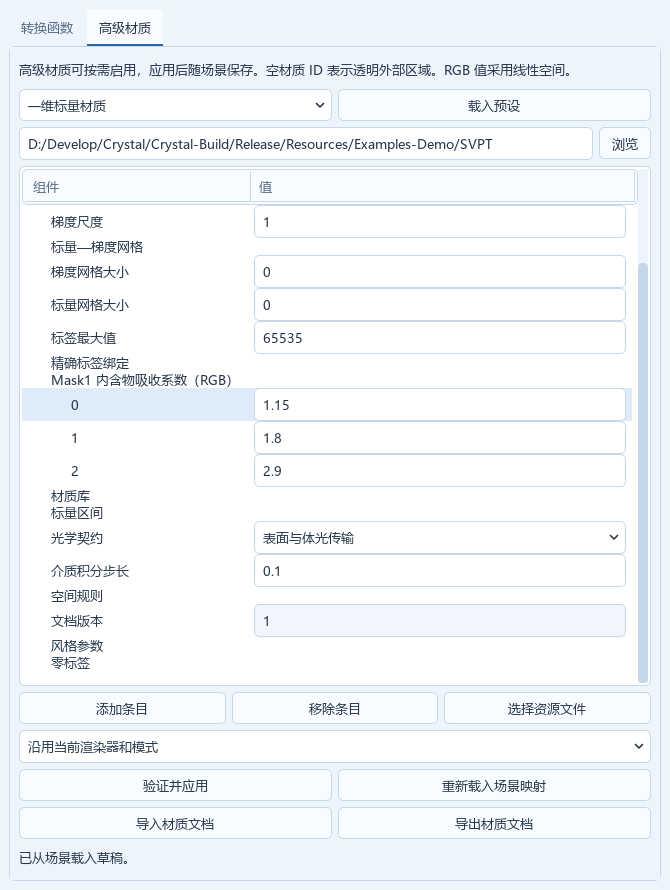 转换函数 高级材质
高级材质可按需启用，应用后随场景保存。空材质 ID 表示透明外部区域。RGB 值采用线性空间。
一维标量材质 载入预设
D:/Develop/Crystal/Crystal-Build/Release/Resources/Examples-Demo/SVPT 浏览
组件 值
梯度尺度 1
标量—梯度网格
梯度网格大小 0
标量网格大小 0
标签最大值 65535
精确标签绑定
Mask1 内含物吸收系数（RGB）
0 1.15
1 1.8
2 2.9
材质库
标量区间
光学契约 表面与体光传输
介质积分步长 0.1
空间规则
文档版本 1
风格参数
零标签
添加条目 移除条目 选择资源文件
沿用当前渲染器和模式
验证并应用 重新载入场景映射
导入材质文档 导出材质文档
已从场景载入草稿。